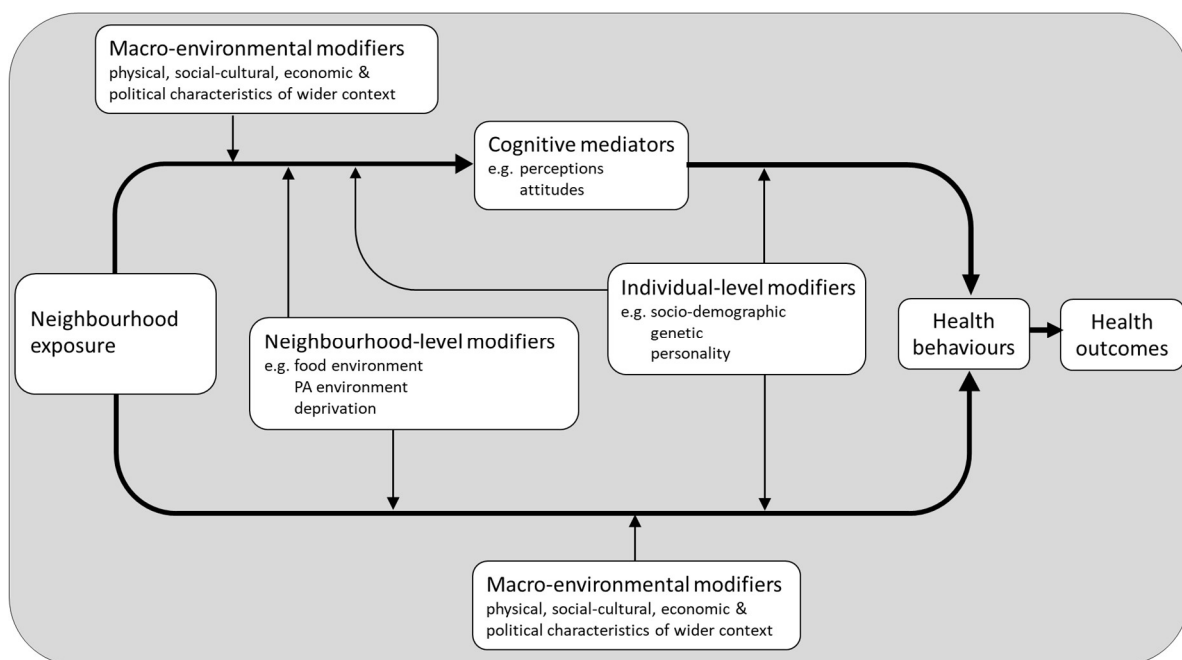 Macro-environmental modifiers
physical, social-cultural, economic &
political characteristics of wider context
Cognitive mediators
e.g. perceptions
attitudes
Neighbourhood
exposure
Neighbourhood-level modifiers
e.g. food environment
PA environment
deprivation
Individual-level modifiers
e.g. socio-demographic
genetic
personality
Health
behaviours
Health
outcomes
Macro-environmental modifiers
physical, social-cultural, economic &
political characteristics of wider context